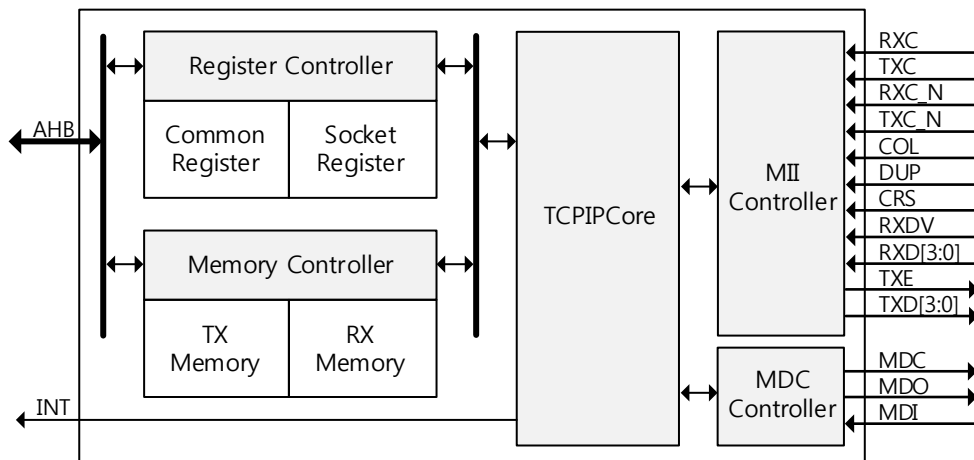 AHB
INT
Register Controller
Common
Register
Socket
Register
Memory Controller
TX
Memory
RX
Memory
TCPIPCore
MII
Controller
MDC
Controller
RXC
TXC
RXC_N
TXC_N
COL
DUP
CRS
RXDV
RXD[3:0]
TXE
TXD[3:0]
MDC
MDO
MDI